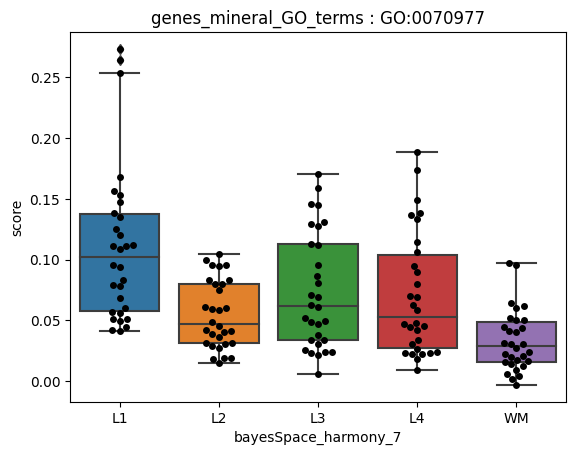 genes_mineral_GO_terms : GO:0070977
score
0.25
0.20
0.15
0.10
0.05
0.00
L1 L2 L3 L4 WM
bayesSpace_harmony_7